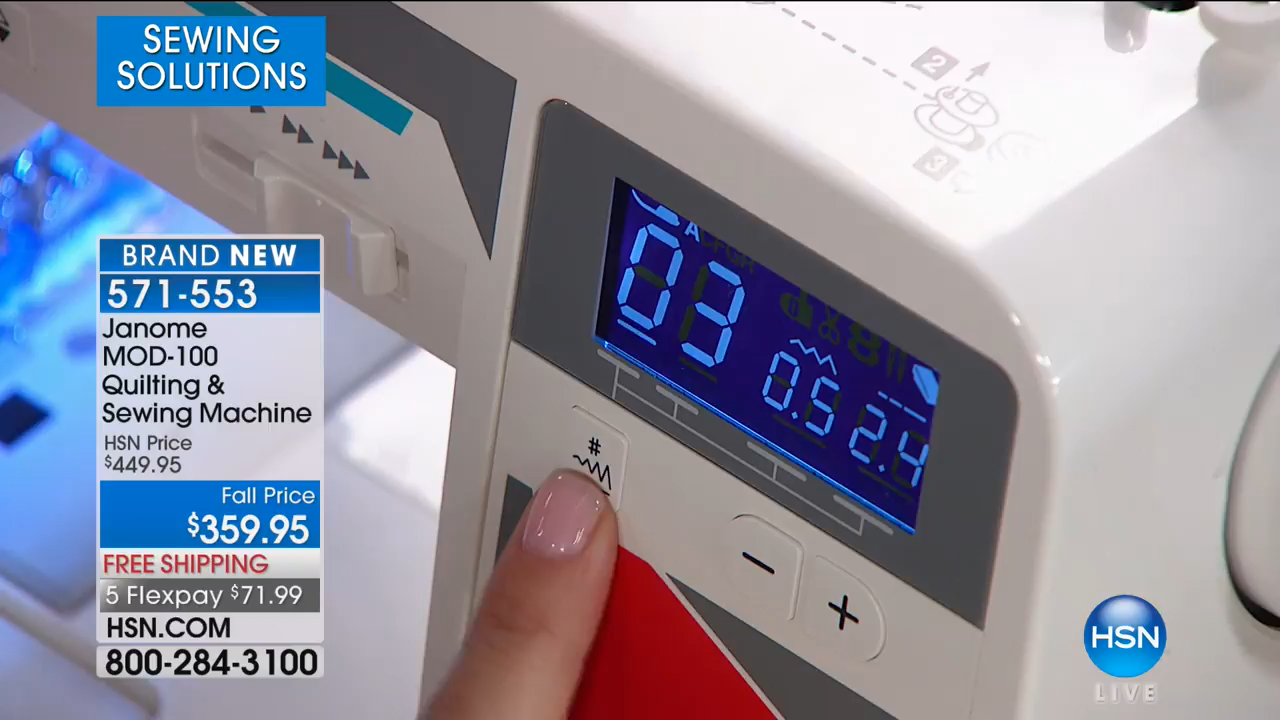 SEWING
SOLUTIONS
BRAND NEW
571-553
Janome
MOD-100
Quilting &
Sewing Machine
HSN Price
$449.95
Fall Price
$359.95
FREE SHIPPING
5 Flexpay $71.99
HSN.COM
800-284-3100
2
3
A
03
0.5 2.4
#
- +
HSN
LIVE